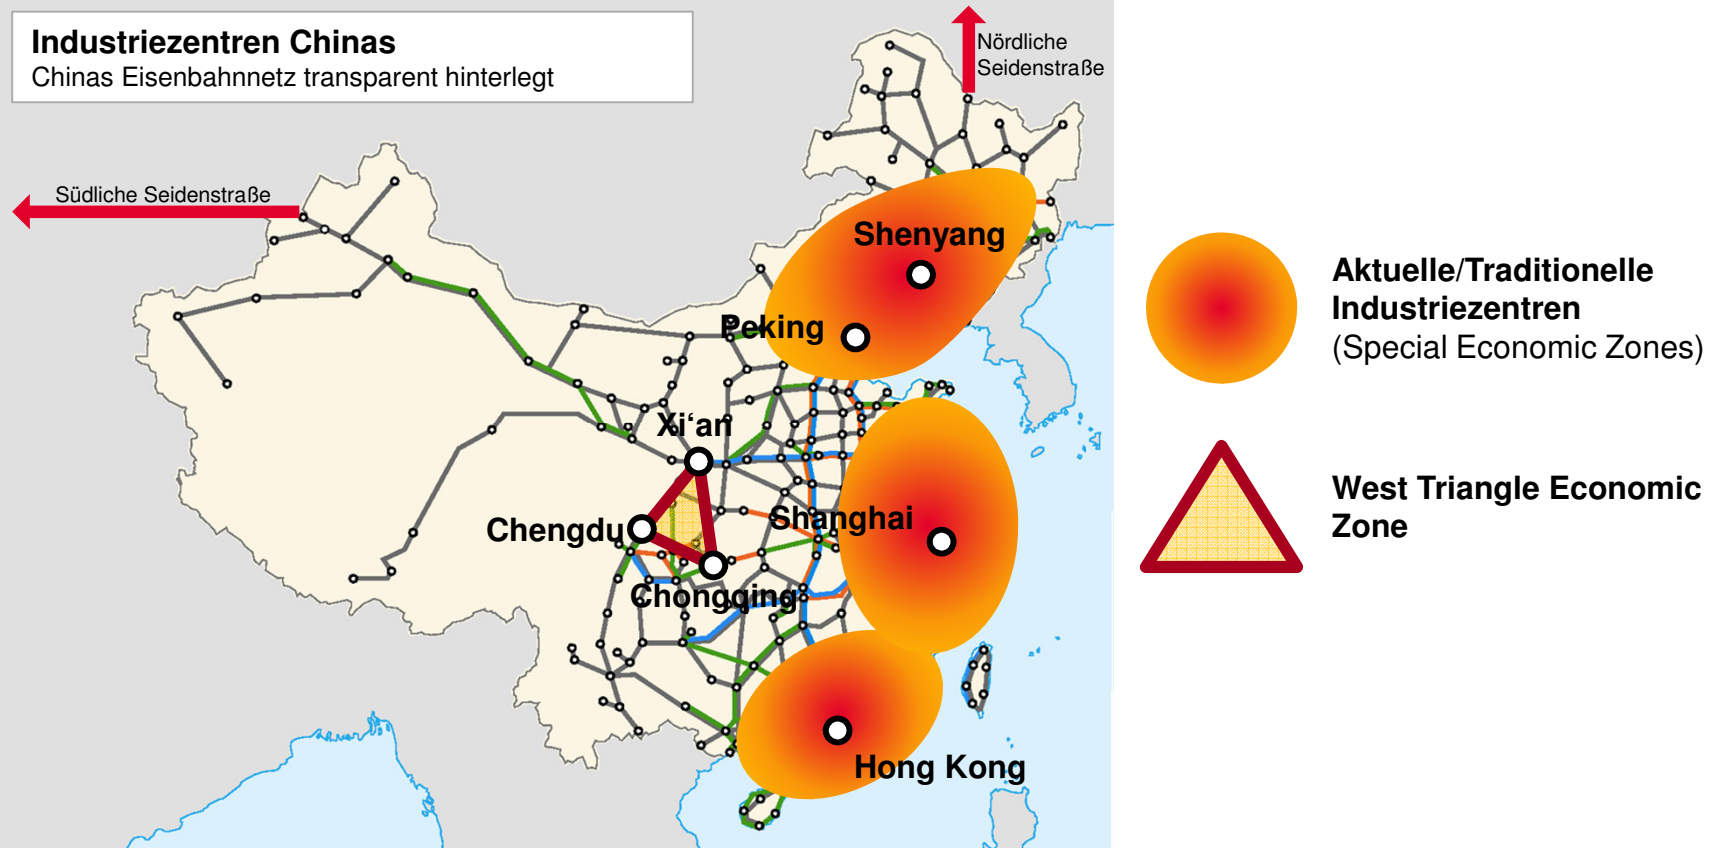 Industriezentren Chinas
Chinas Eisenbahnnetz transparent hinterlegt
Nördliche
Seidenstraße
Südliche Seidenstraße
Shenyang
Peking
Xi‘an
Shanghai
Chengdu
Chongqing
Hong Kong
Aktuelle/Traditionelle
Industriezentren
(Special Economic Zones)
West Triangle Economic
Zone